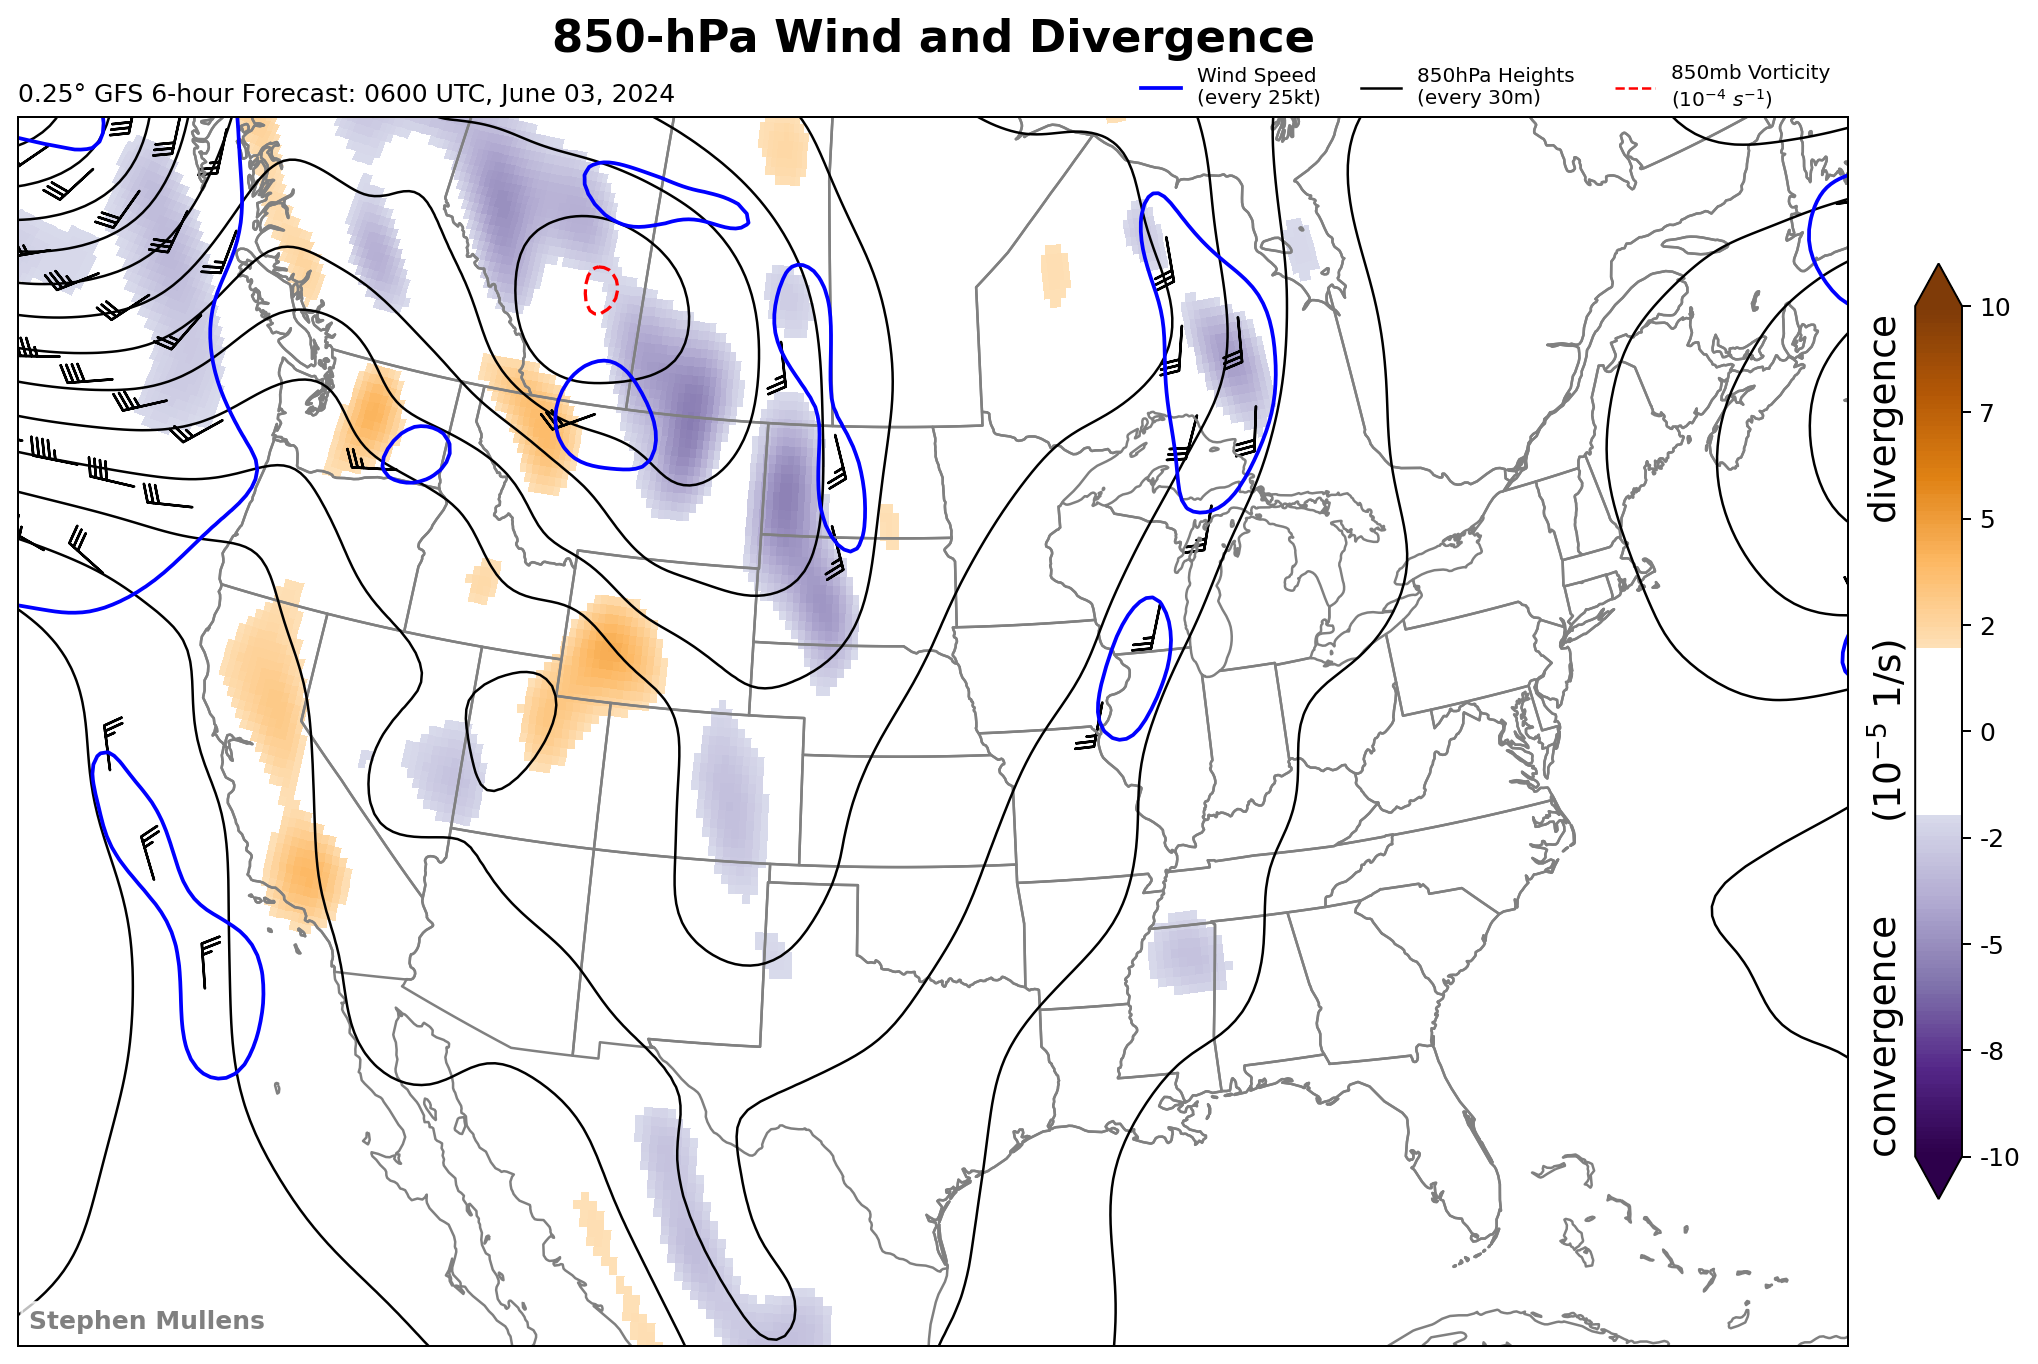 850-hPa Wind and Divergence
0.25° GFS 6-hour Forecast: 0600 UTC, June 03, 2024
Wind Speed
(every 25kt)
850hPa Heights
(every 30m)
850mb Vorticity
(10⁻⁴ s⁻¹)
10
7
5
2
0
-2
-5
-8
-10
convergence (10⁻⁵ 1/s) divergence
Stephen Mullens